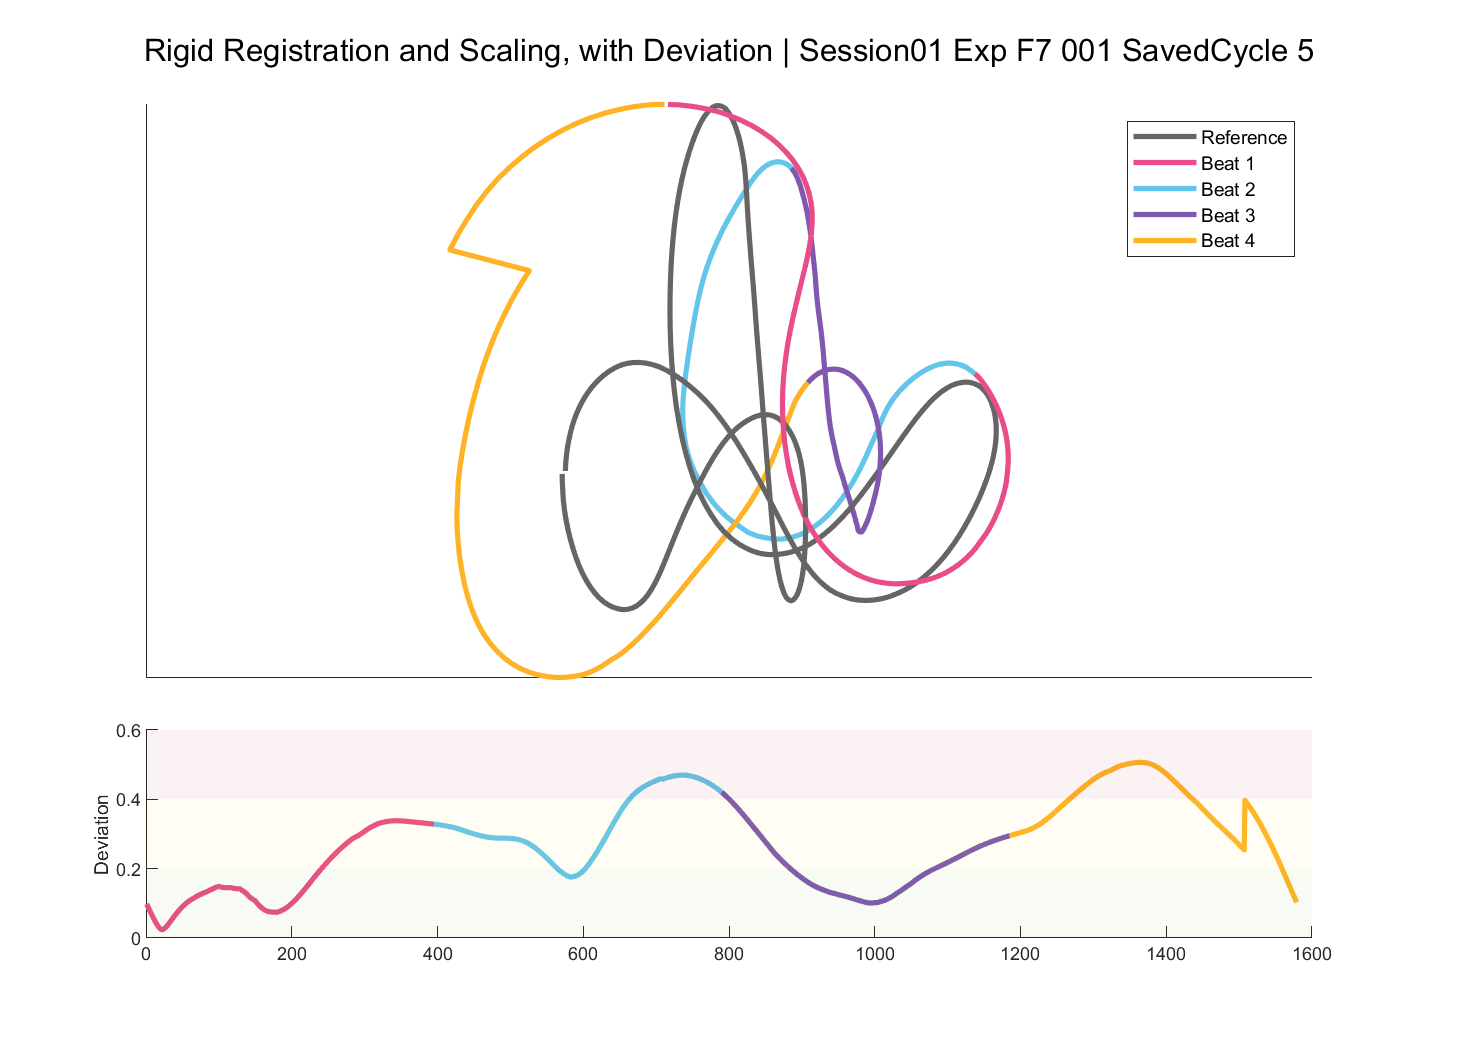 Rigid Registration and Scaling, with Deviation | Session01 Exp F7 001 SavedCycle 5
Reference
Beat 1
Beat 2
Beat 3
Beat 4
0.6
0.4
0.2
0
Deviation
0 200 400 600 800 1000 1200 1400 1600